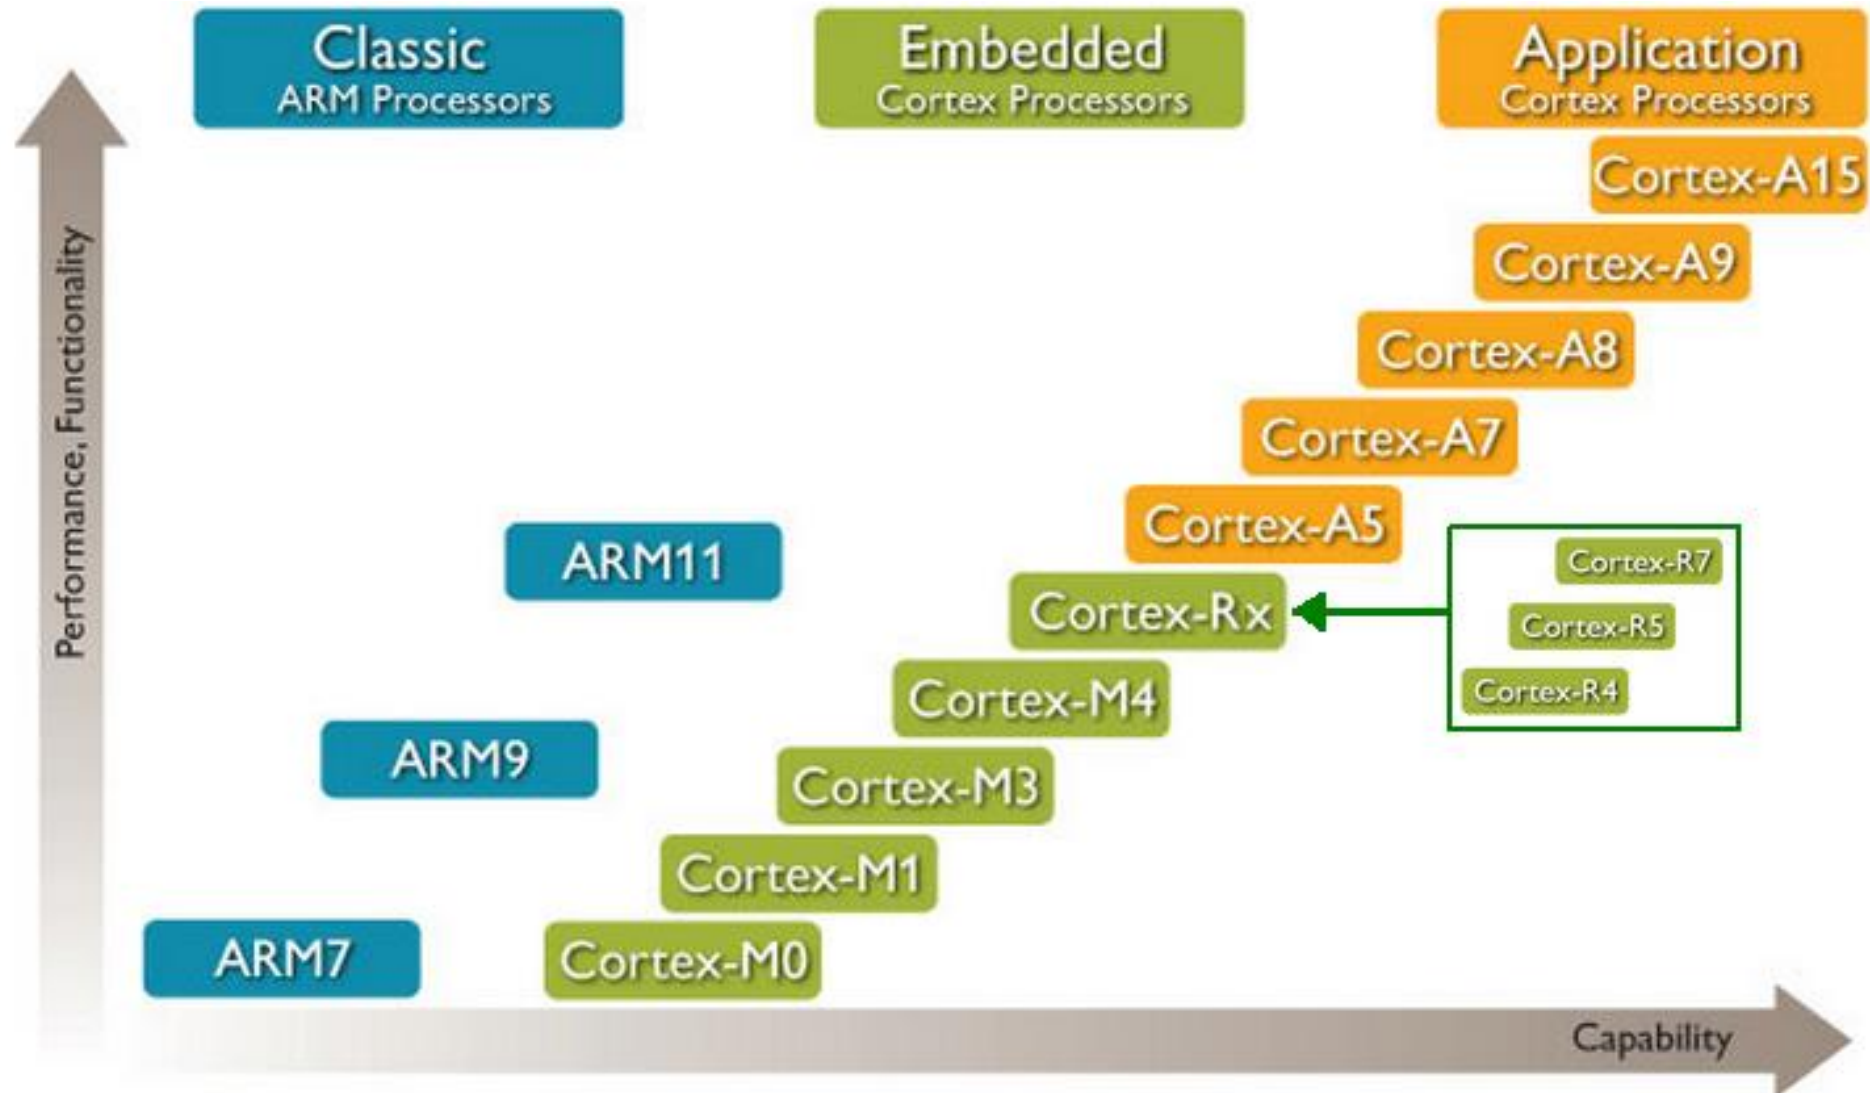 Classic
ARM Processors
Embedded
Cortex Processors
Application
Cortex Processors
Cortex-A15
Cortex-A9
Cortex-A8
Cortex-A7
Cortex-A5
Cortex-R7
Cortex-R5
Cortex-R4
ARM11
Cortex-Rx
Cortex-M4
ARM9
Cortex-M3
Cortex-M1
ARM7
Cortex-M0
Performance, Functionality
Capability